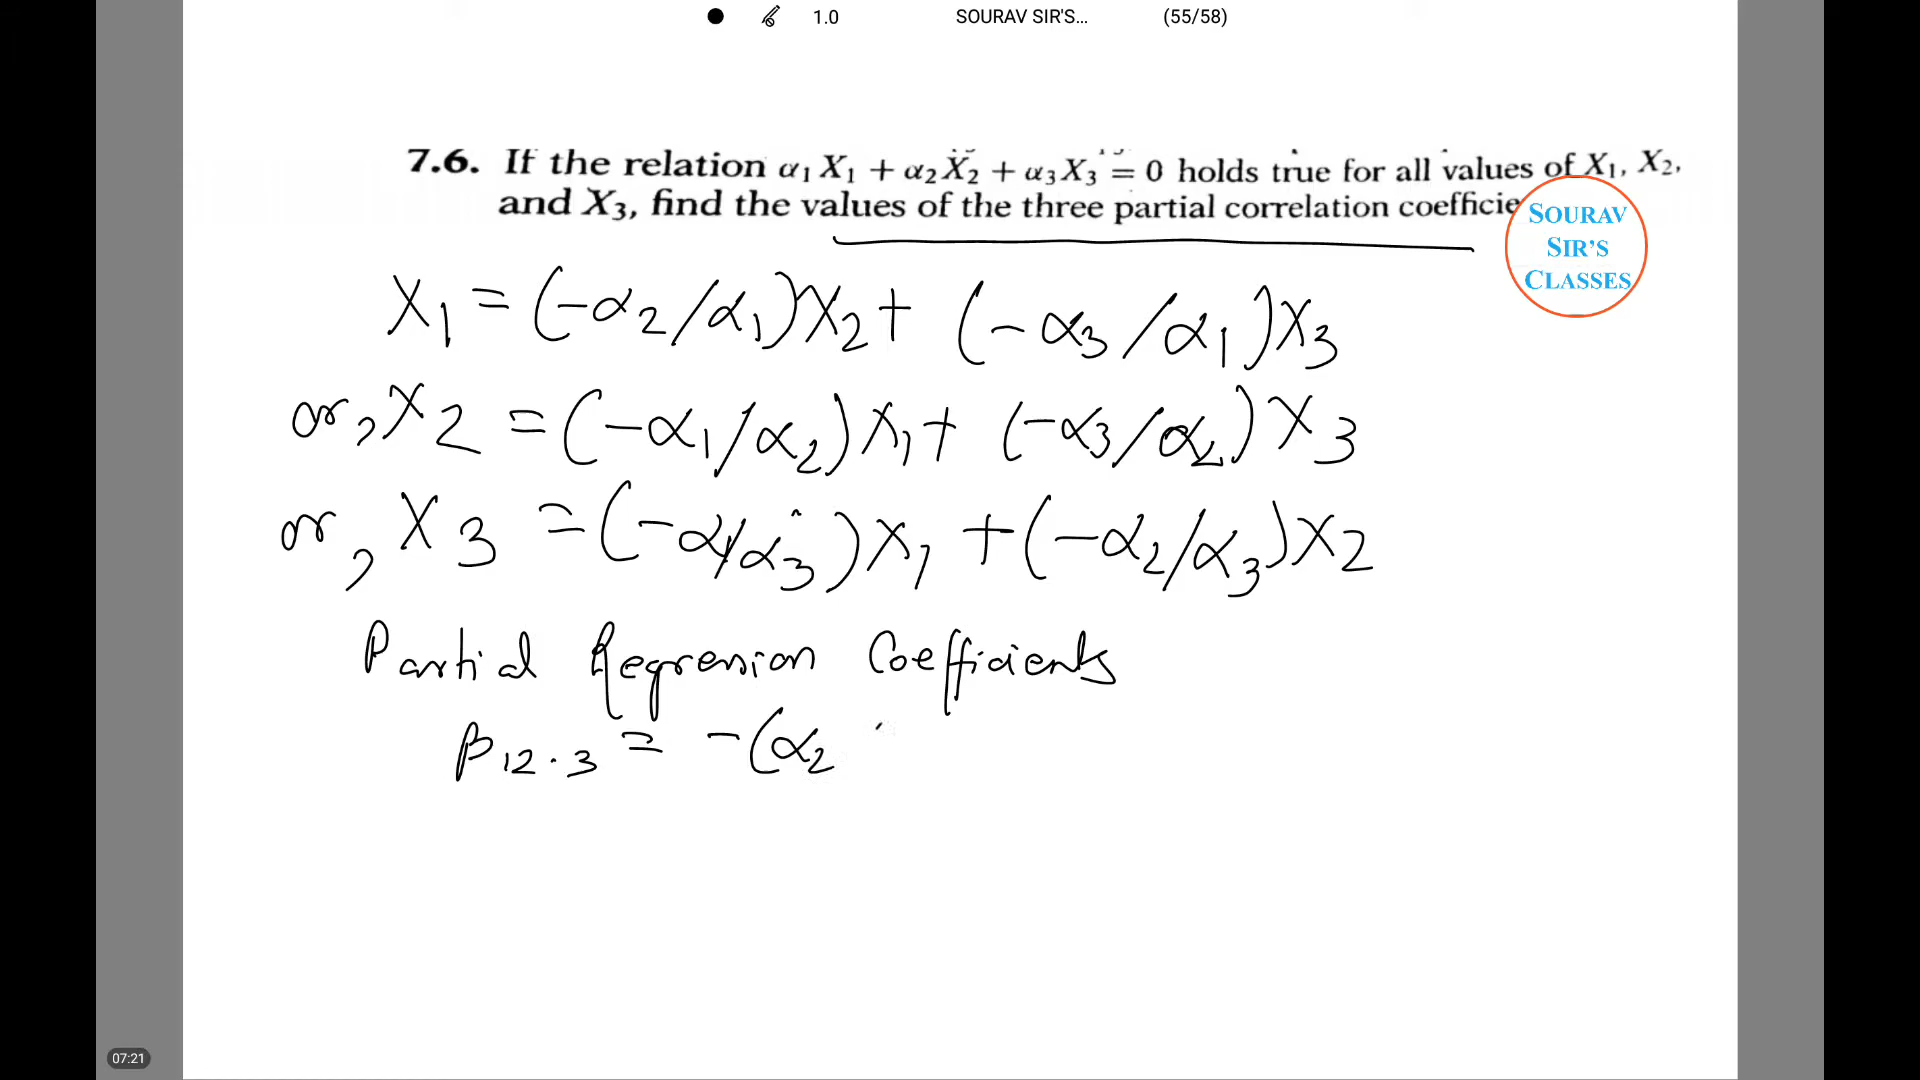 1.0 SOURAV SIR'S... (55/58)
7.6. If the relation α₁X₁ + α₂X₂ + α₃X₃ = 0 holds true for all values of X₁, X₂,
and X₃, find the values of the three partial correlation coefficie
SOURAV
SIR'S
CLASSES
X₁ = (-α₂/α₁)X₂ + (-α₃/α₁)X₃
or, X₂ = (-α₁/α₂)X₁ + (-α₃/α₂)X₃
or, X₃ = (-α₁/α₃)X₁ + (-α₂/α₃)X₂
Partial Regression Coefficients
β₁₂.₃ = -(α₂
07:21